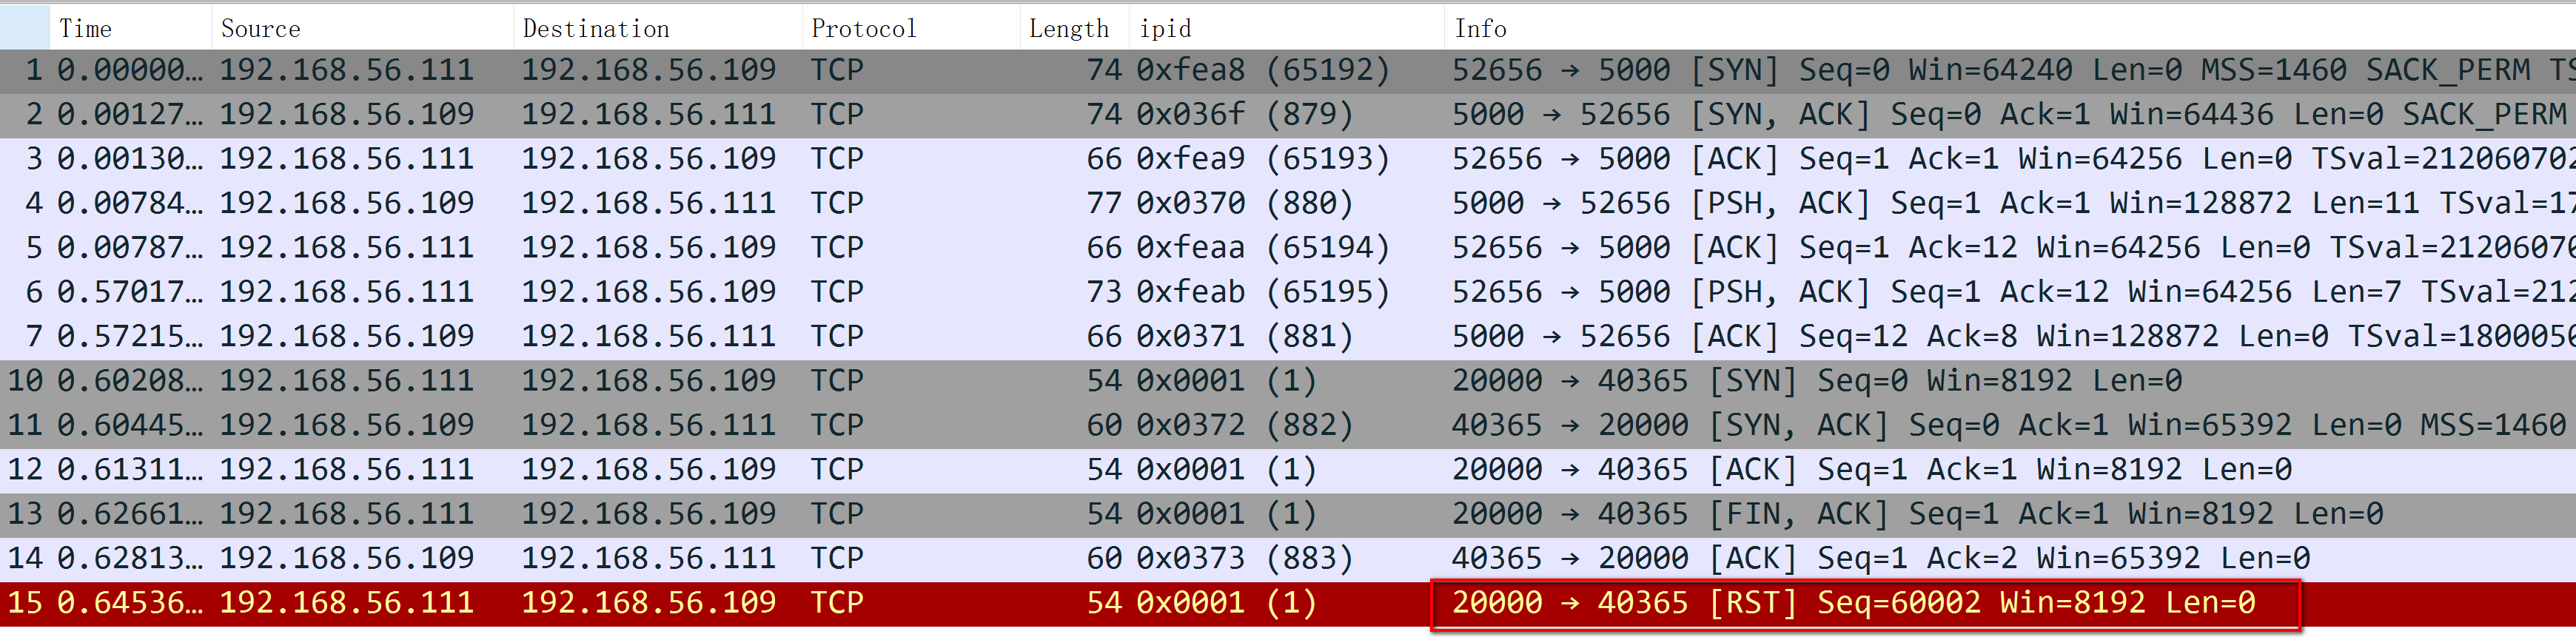 Time Source Destination Protocol Length ipid Info
1 0.00000… 192.168.56.111 192.168.56.109 TCP 74 0xfea8 (65192) 52656 → 5000 [SYN] Seq=0 Win=64240 Len=0 MSS=1460 SACK_PERM TS
2 0.00127… 192.168.56.109 192.168.56.111 TCP 74 0x036f (879) 5000 → 52656 [SYN, ACK] Seq=0 Ack=1 Win=64436 Len=0 SACK_PERM
3 0.00130… 192.168.56.111 192.168.56.109 TCP 66 0xfea9 (65193) 52656 → 5000 [ACK] Seq=1 Ack=1 Win=64256 Len=0 TSval=212060702
4 0.00784… 192.168.56.109 192.168.56.111 TCP 77 0x0370 (880) 5000 → 52656 [PSH, ACK] Seq=1 Ack=1 Win=128872 Len=11 TSval=17
5 0.00787… 192.168.56.111 192.168.56.109 TCP 66 0xfeaa (65194) 52656 → 5000 [ACK] Seq=1 Ack=12 Win=64256 Len=0 TSval=21206070
6 0.57017… 192.168.56.111 192.168.56.109 TCP 73 0xfeab (65195) 52656 → 5000 [PSH, ACK] Seq=1 Ack=12 Win=64256 Len=7 TSval=212
7 0.57215… 192.168.56.109 192.168.56.111 TCP 66 0x0371 (881) 5000 → 52656 [ACK] Seq=12 Ack=8 Win=128872 Len=0 TSval=1800050
10 0.60208… 192.168.56.111 192.168.56.109 TCP 54 0x0001 (1) 20000 → 40365 [SYN] Seq=0 Win=8192 Len=0
11 0.60445… 192.168.56.109 192.168.56.111 TCP 60 0x0372 (882) 40365 → 20000 [SYN, ACK] Seq=0 Ack=1 Win=65392 Len=0 MSS=1460
12 0.61311… 192.168.56.111 192.168.56.109 TCP 54 0x0001 (1) 20000 → 40365 [ACK] Seq=1 Ack=1 Win=8192 Len=0
13 0.62661… 192.168.56.111 192.168.56.109 TCP 54 0x0001 (1) 20000 → 40365 [FIN, ACK] Seq=1 Ack=1 Win=8192 Len=0
14 0.62813… 192.168.56.109 192.168.56.111 TCP 60 0x0373 (883) 40365 → 20000 [ACK] Seq=1 Ack=2 Win=65392 Len=0
15 0.64536… 192.168.56.111 192.168.56.109 TCP 54 0x0001 (1) 20000 → 40365 [RST] Seq=60002 Win=8192 Len=0